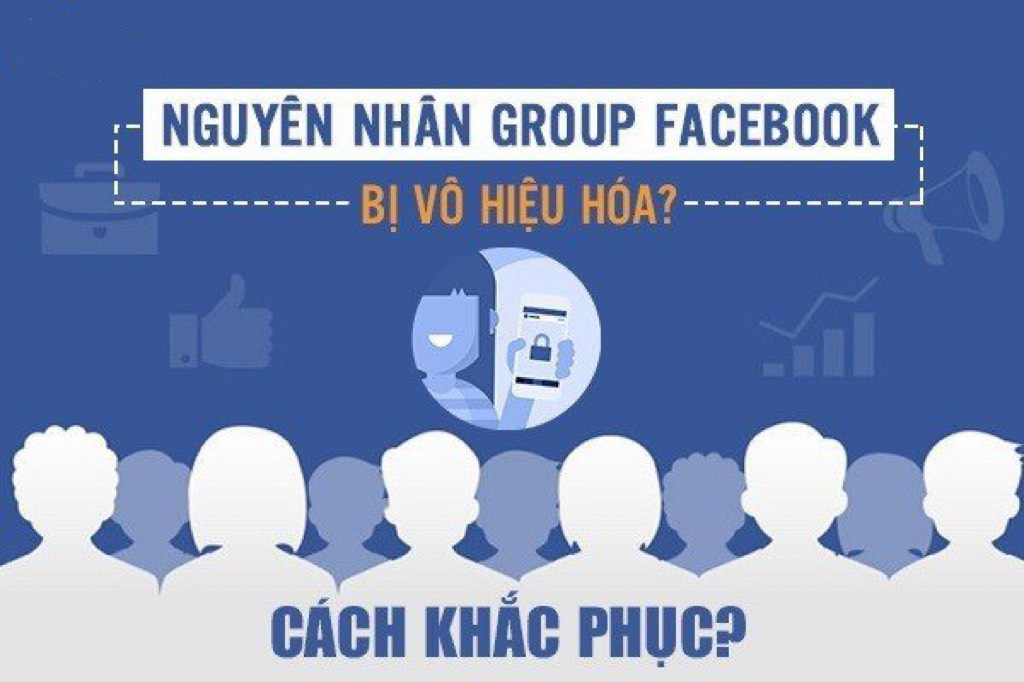 NGUYÊN NHÂN GROUP FACEBOOK
BỊ VÔ HIỆU HÓA?
CÁCH KHẮC PHỤC?